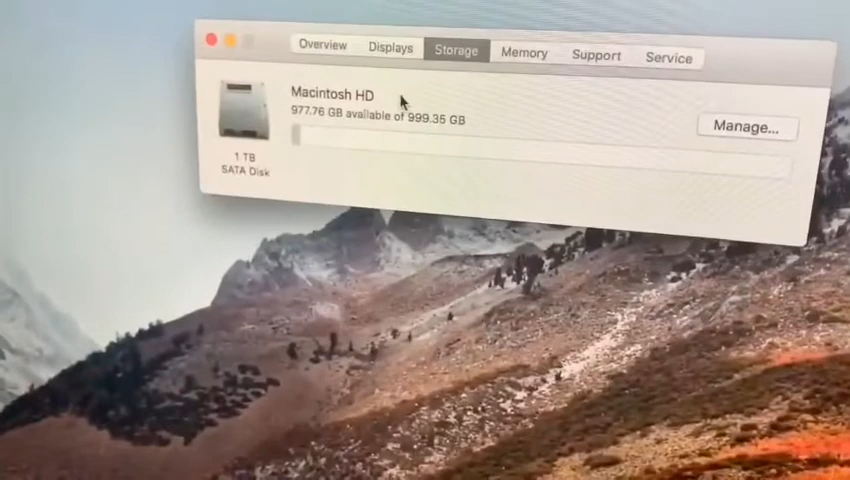 Overview Displays Storage Memory Support Service
Macintosh HD
977.76 GB available of 999.35 GB
Manage...
1 TB
SATA Disk